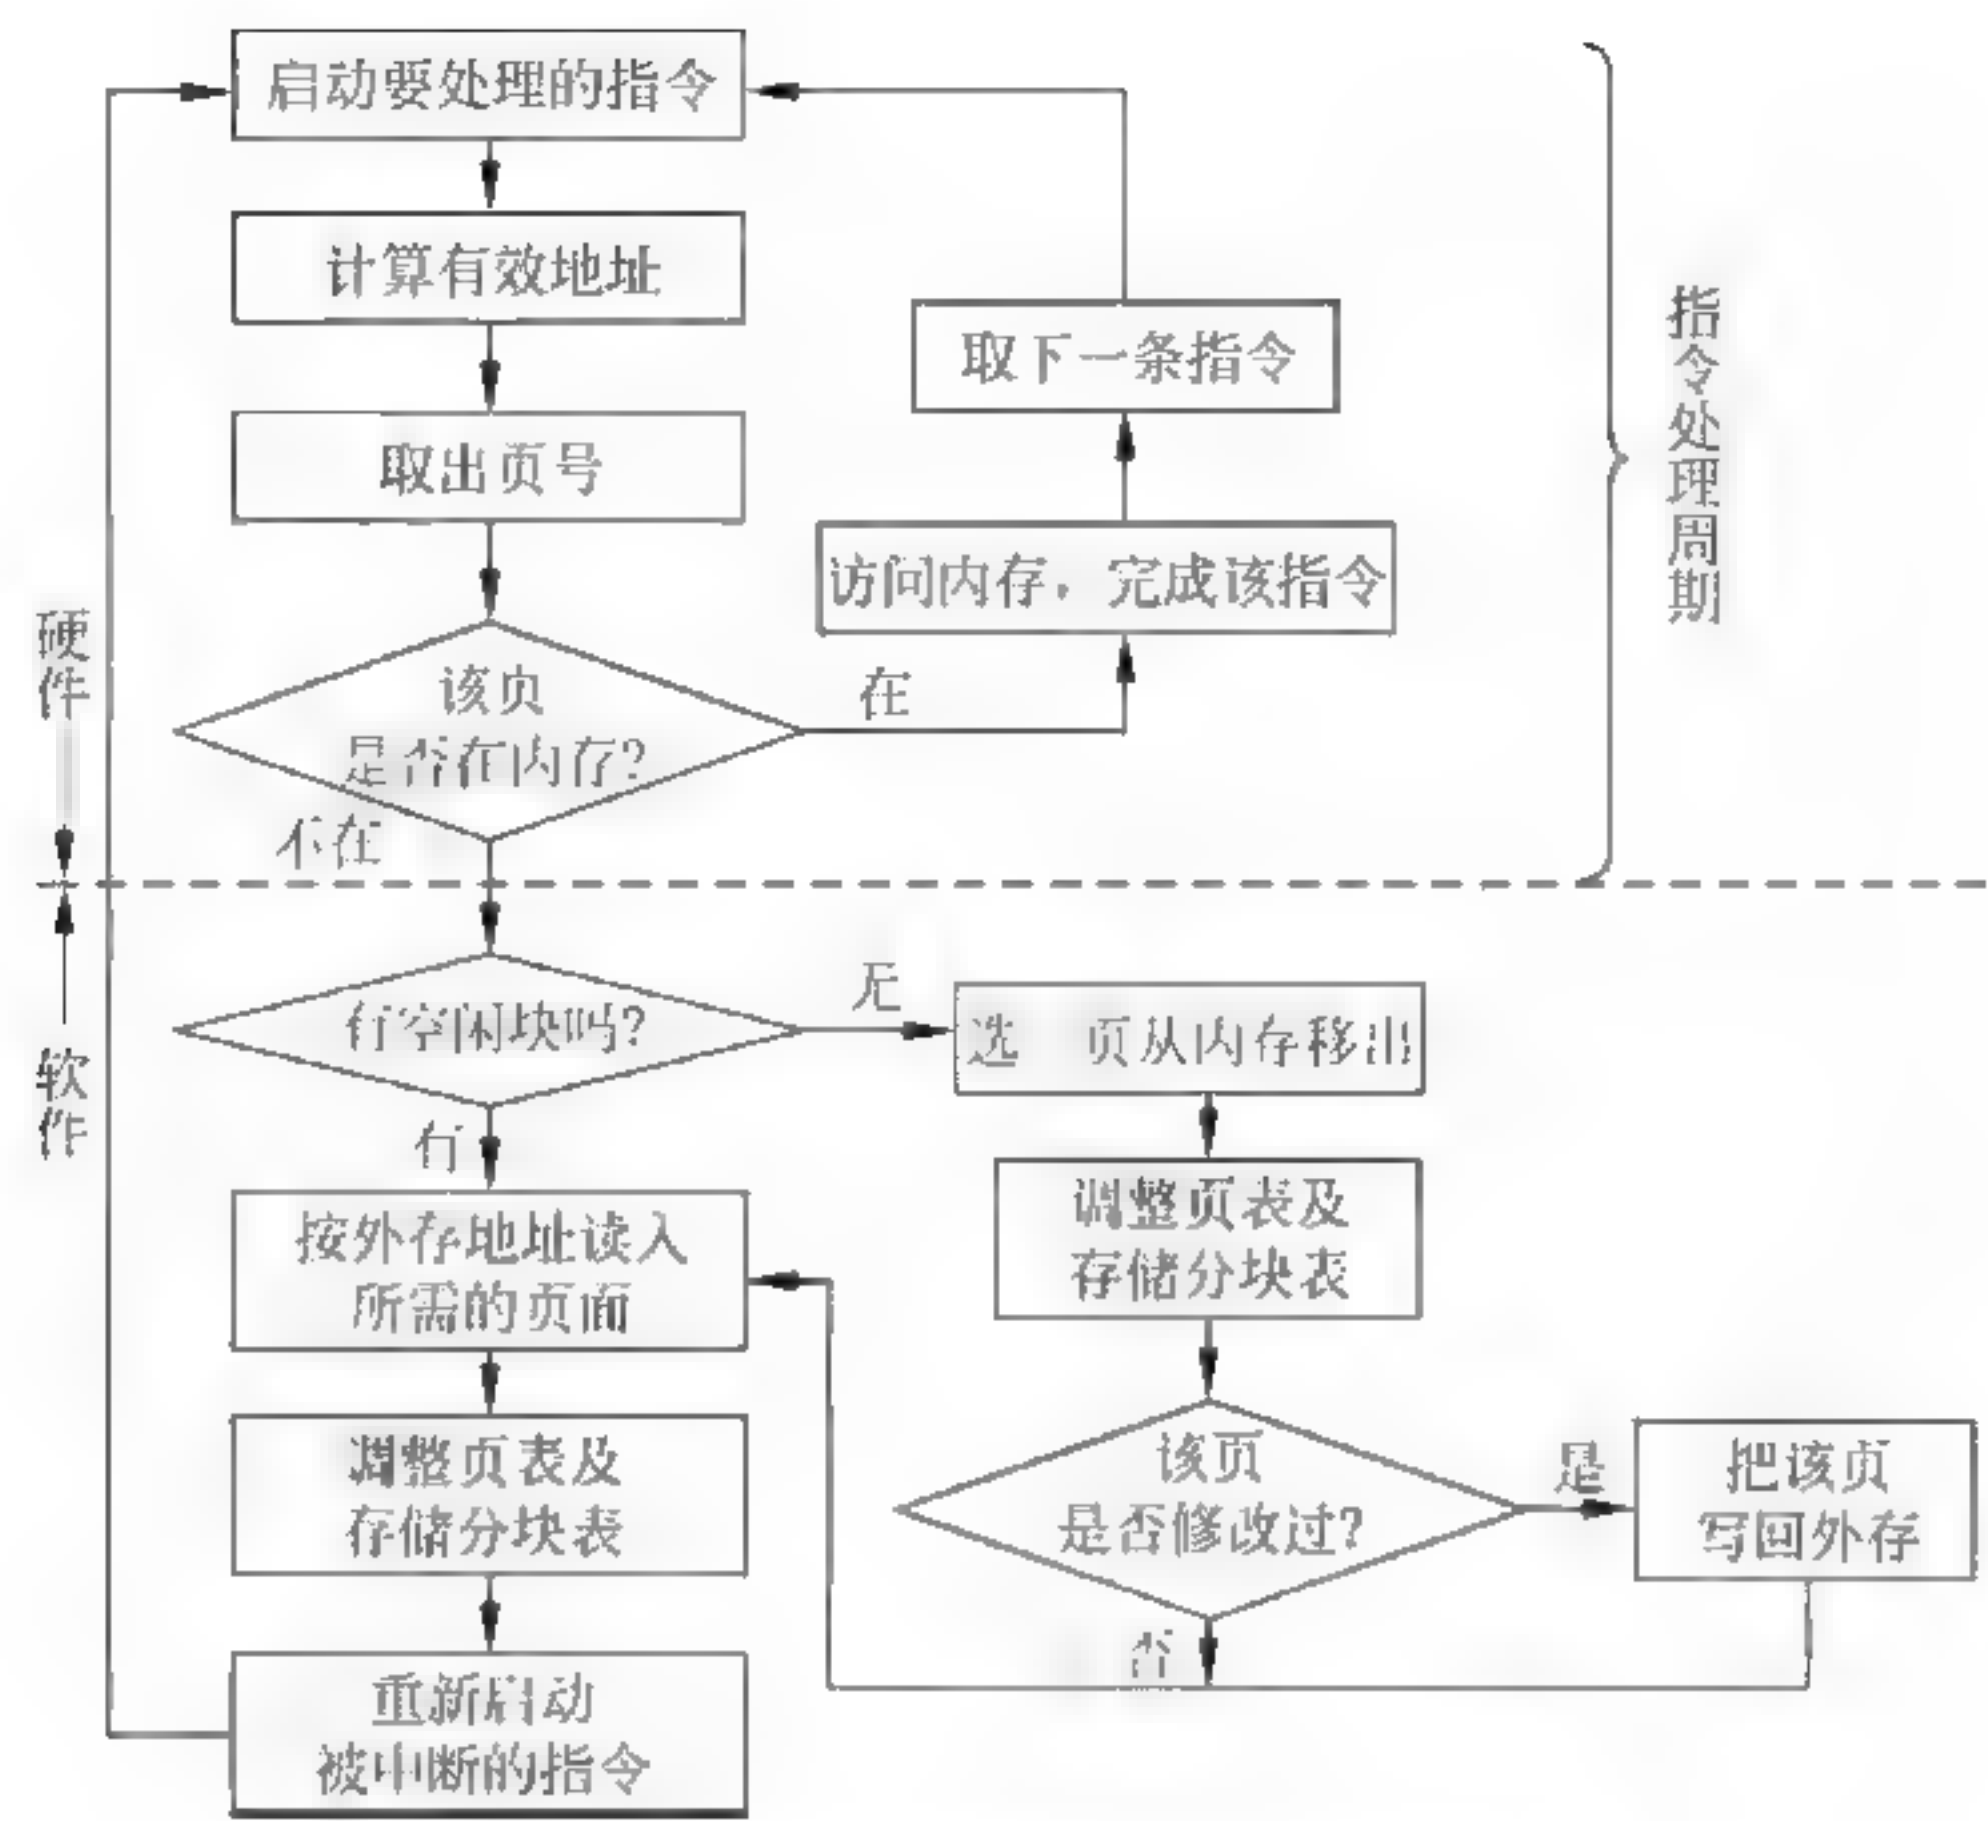 启动要处理的指令
计算有效地址
取出页号
该页
是否在内存?
在
不在
访问内存，完成该指令
取下一条指令
指令处理周期
硬件
软件
有空闲块吗?
无
有
选 页从内存移出
调整页表及
存储分块表
该页
是否修改过?
是
否
把该页
写回外存
按外存地址读入
所需的页面
调整页表及
存储分块表
重新启动
被中断的指令